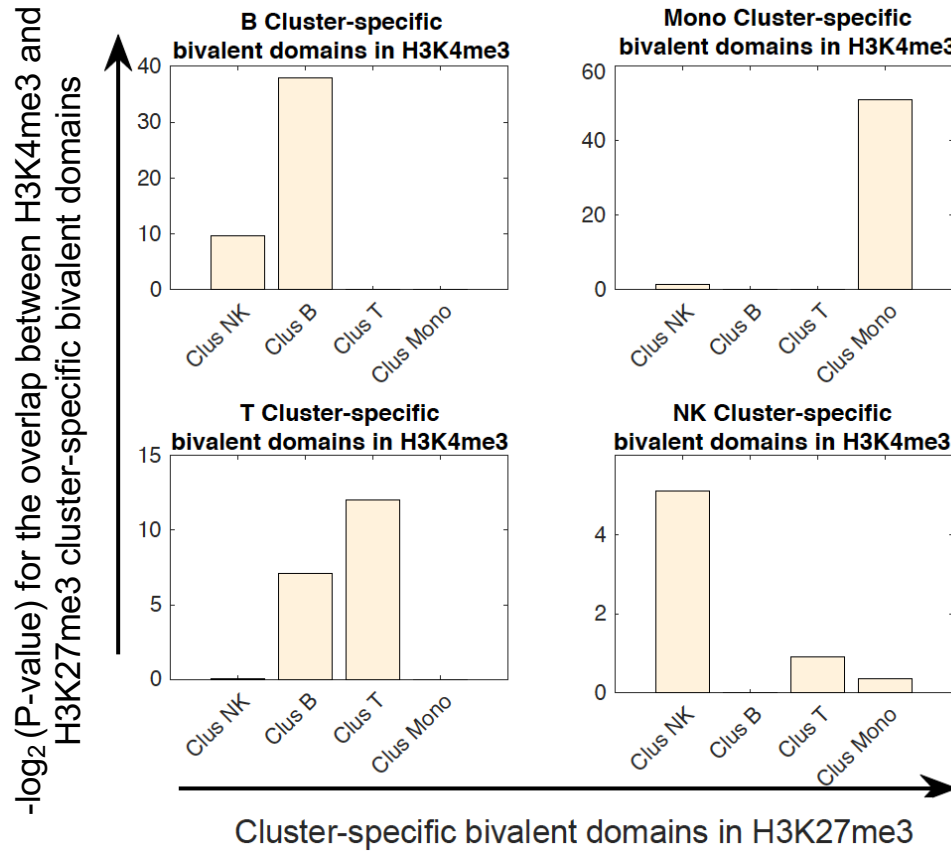 -log₂ (P-value) for the overlap between H3K4me3 and
H3K27me3 cluster-specific bivalent domains
B Cluster-specific
bivalent domains in H3K4me3
40
30
20
10
0
Clus NK
Clus B
Clus T
Clus Mono
Mono Cluster-specific
bivalent domains in H3K4me3
60
40
20
0
Clus NK
Clus B
Clus T
Clus Mono
T Cluster-specific
bivalent domains in H3K4me3
15
10
5
0
Clus NK
Clus B
Clus T
Clus Mono
NK Cluster-specific
bivalent domains in H3K4me3
4
2
0
Clus NK
Clus B
Clus T
Clus Mono
Cluster-specific bivalent domains in H3K27me3